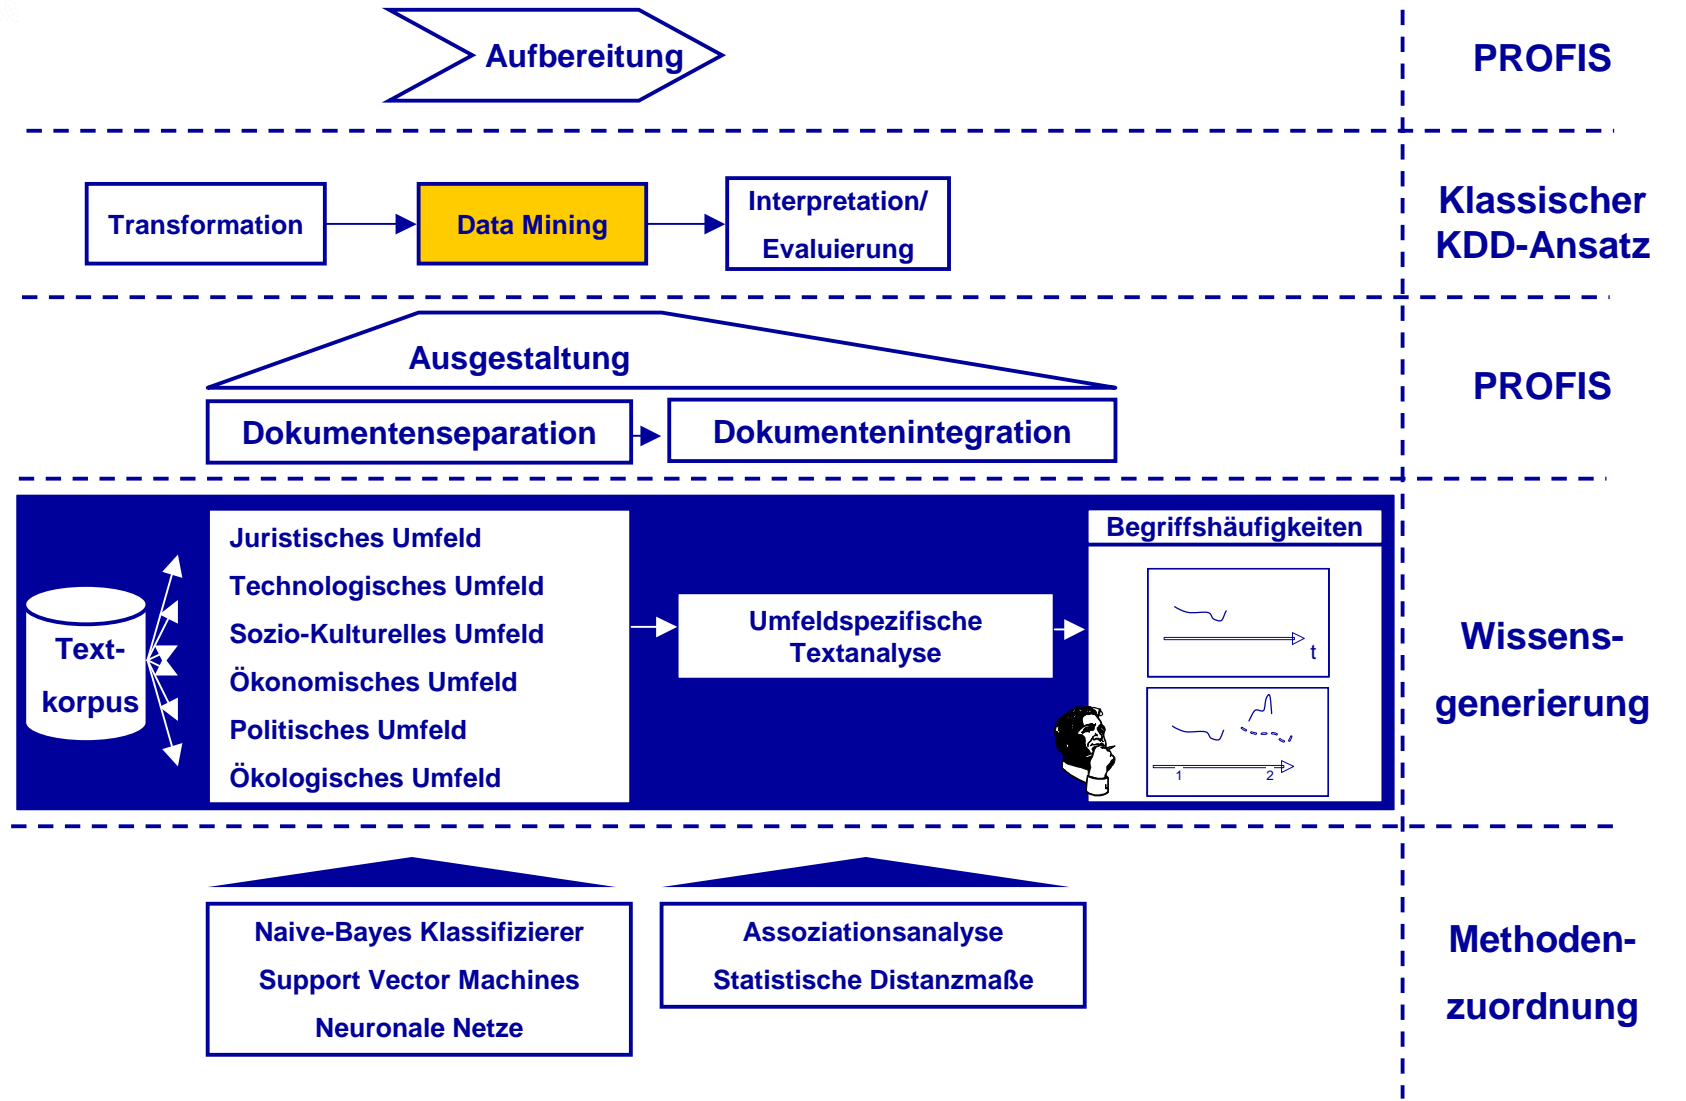 Aufbereitung
PROFIS
Transformation
Data Mining
Interpretation/
Evaluierung
Klassischer
KDD-Ansatz
Ausgestaltung
PROFIS
Dokumentenseparation
Dokumentenintegration
Text-
korpus
Juristisches Umfeld
Technologisches Umfeld
Sozio-Kulturelles Umfeld
Ökonomisches Umfeld
Politisches Umfeld
Ökologisches Umfeld
Umfeldspezifische
Textanalyse
Begriffshäufigkeiten
t
1 2
Wissens-
generierung
Naive-Bayes Klassifizierer
Support Vector Machines
Neuronale Netze
Assoziationsanalyse
Statistische Distanzmaße
Methoden-
zuordnung